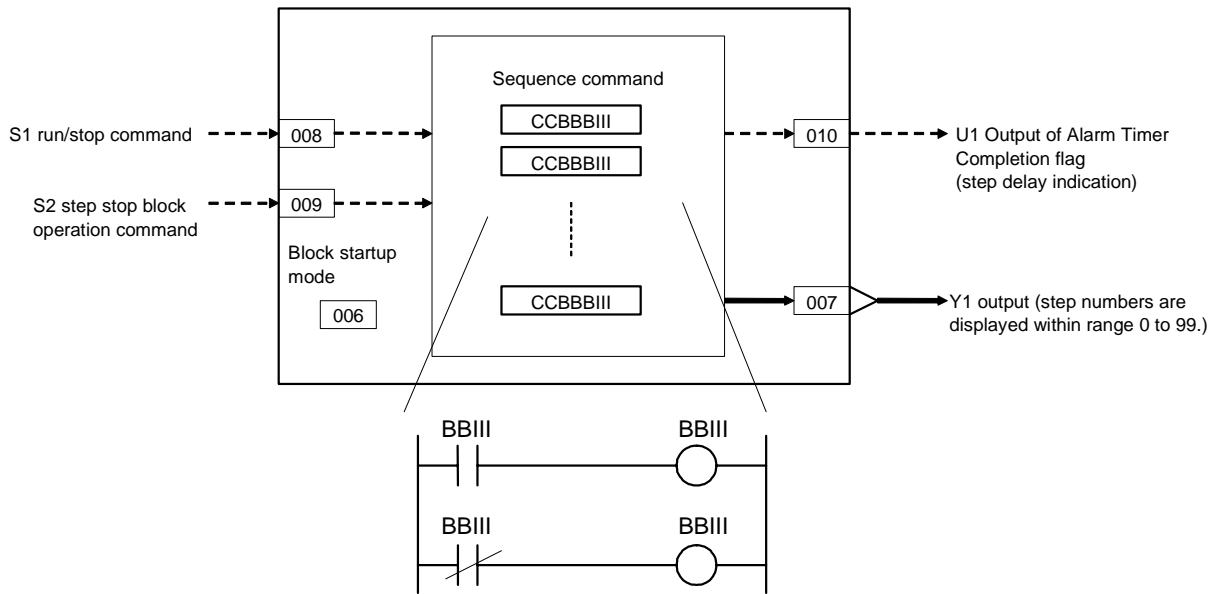 Sequence command
CCBBBIII
CCBBBIII
CCBBBIII
S1 run/stop command
008
S2 step stop block
operation command
009
Block startup
mode
006
010
U1 Output of Alarm Timer
Completion flag
(step delay indication)
007
Y1 output (step numbers are
displayed within range 0 to 99.)
BBIII
BBIII
BBIII
BBIII